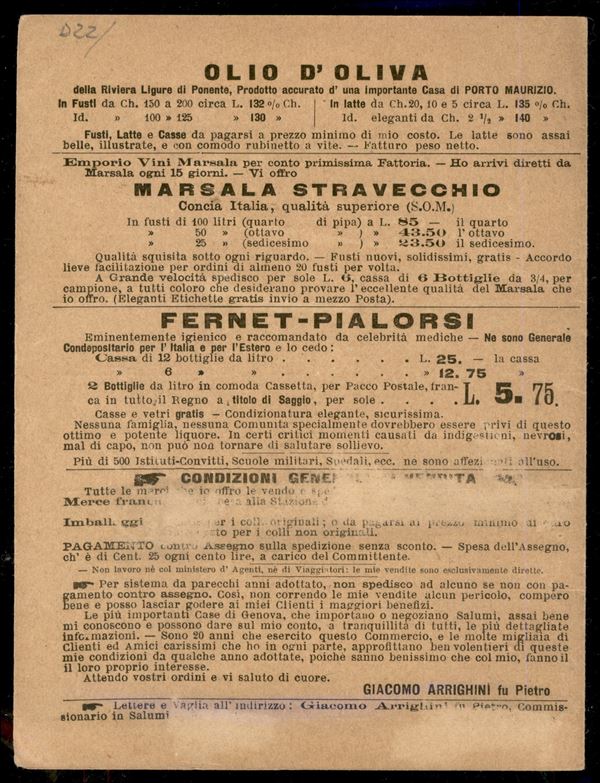 D22/
OLIO D'OLIVA
della Riviera Ligure di Ponente, Prodotto accurato d' una importante Casa di PORTO MAURIZIO.
In Fusti da Ch. 150 a 200 circa L. 132 % Ch. In latte da Ch. 20, 10 e 5 circa L. 135 % Ch.
Id. » 100 » 125 » 130 » Id. eleganti da Ch. 2 1/2 » 140 »
Fusti, Latte e Casse da pagarsi a prezzo minimo di mio costo. Le latte sono assai
belle, illustrate, e con comodo rubinetto a vite. — Fatturo peso netto.
Emporio Vini Marsala per conto primissima Fattoria. — Ho arrivi diretti da
Marsala ogni 15 giorni. — Vi offro
MARSALA STRAVECCHIO
Concia Italia, qualità superiore (S.O.M.)
In fusti di 100 litri (quarto di pipa) a L. 85 — il quarto
» 50 » (ottavo » ) » 43.50 l' ottavo
» 25 » (sedicesimo » ) » 23.50 il sedicesimo.
Qualità squisita sotto ogni riguardo. — Fusti nuovi, solidissimi, gratis - Accordo
lieve facilitazione per ordini di almeno 20 fusti per volta.
A Grande velocità spedisco per sole L. 6, cassa di 6 Bottiglie da 3/4, per
campione, a tutti coloro che desiderano provare l' eccellente qualità del Marsala che
io offro. (Eleganti Etichette gratis invio a mezzo Posta).
FERNET-PIALORSI
Eminentemente igienico e raccomandato da celebrità mediche — Ne sono Generale
Condepositario per l' Italia e per l'Estero e lo cedo:
Cassa di 12 bottiglie da litro . . . . . . L. 25. — la cassa
» 6 » » . . . . . . » 12.75 »
2 Bottiglie da litro in comoda Cassetta, per Pacco Postale, fran-
ca in tutto il Regno a titolo di Saggio, per sole . . . . L. 5.75.
Casse e vetri gratis — Condizionatura elegante, sicurissima.
Nessuna famiglia, nessuna Comunità specialmente dovrebbero essere privi di questo
ottimo e potente liquore. In certi critici momenti causati da indigestioni, nevrosi,
mal di capo, non può non tornare di salutare sollievo.
Più di 500 Istituti-Convitti, Scuole militari, Spedali, ecc. ne sono affezionati all'uso.
CONDIZIONI GENERALI VENDITA
Tutte le merci che io offro le vendo e
Merce franca alla Stazione
Imballaggi per i colli originali; o da pagarsi al prezzo minimo di
per i colli non originali.
PAGAMENTO contro Assegno sulla spedizione senza sconto. — Spesa dell'Assegno,
ch' è di Cent. 25 ogni cento lire, a carico del Committente.
— Non lavoro nè col ministero d' Agenti, nè di Viaggiatori: le mie vendite sono esclusivamente dirette.
Per sistema da parecchi anni adottato, non spedisco ad alcuno se non con pa-
gamento contro assegno. Così, non correndo le mie vendite alcun pericolo, compero
bene e posso lasciar godere ai miei Clienti i maggiori benefizi.
Le più importanti Case di Genova, che importano o negoziano Salumi, assai bene
mi conoscono e possono dare sul mio conto, a tranquilità di tutti, le più dettagliate
informazioni. — Sono 20 anni che esercito questo Commercio, e le molte migliaia di
Clienti ed Amici carissimi che ho in ogni parte, approfittano ben volentieri di queste
mie condizioni da qualche anno adottate, poichè sanno benissimo che col mio, fanno il
il loro proprio interesse.
Attendo vostri ordini e vi saluto di cuore.
GIACOMO ARRIGHINI fu Pietro
Lettere e Vaglia all' indirizzo: Giacomo Arrighini fu Pietro, Commis-
sionario in Salumi